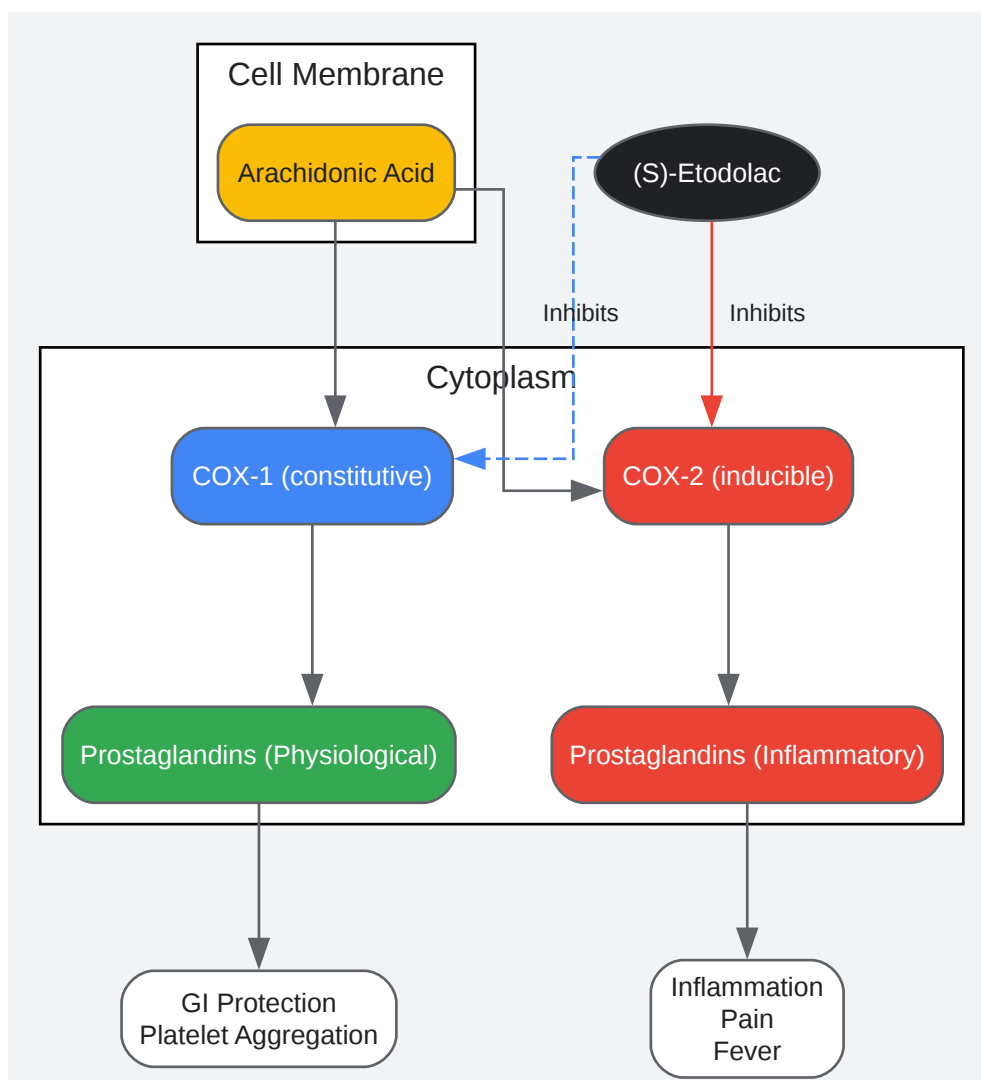 Cell Membrane
Arachidonic Acid
(S)-Etodolac
Inhibits
Inhibits
Cytoplasm
COX-1 (constitutive)
COX-2 (inducible)
Prostaglandins (Physiological)
Prostaglandins (Inflammatory)
GI Protection
Platelet Aggregation
Inflammation
Pain
Fever